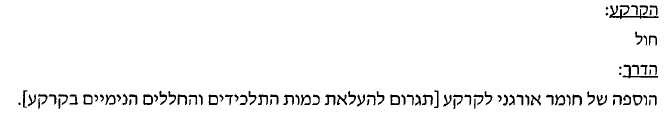 הקרקע:
חול
הדרך:
הוספה של חומר אורגני לקרקע [תגרום להעלאת כמות התלכידים והחללים הנימיים בקרקע].